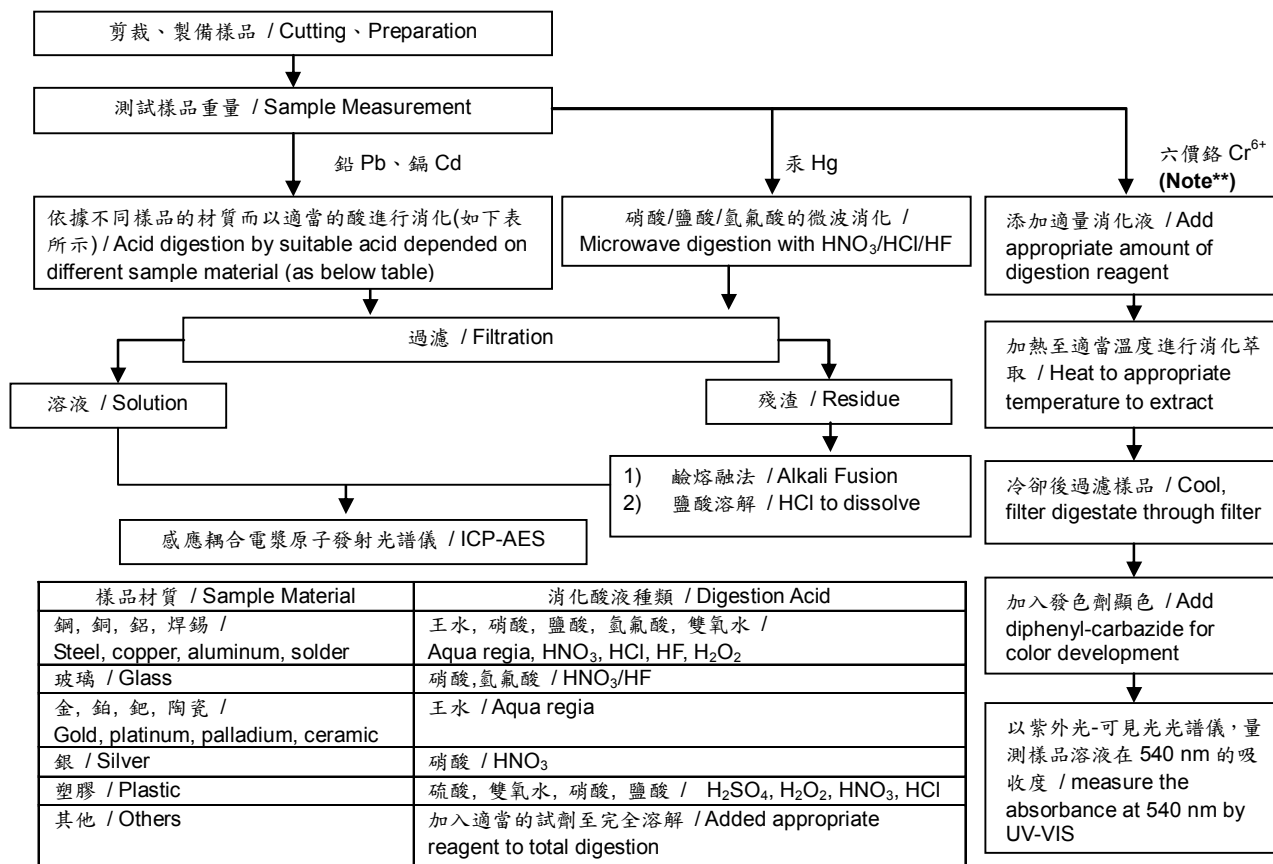 剪裁、製備樣品 / Cutting、Preparation
測試樣品重量 / Sample Measurement
鉛 Pb、鎘 Cd
汞 Hg
六價鉻 Cr⁶⁺
(Note**)
依據不同樣品的材質而以適當的酸進行消化(如下表
所示) / Acid digestion by suitable acid depended on
different sample material (as below table)
硝酸/鹽酸/氫氟酸的微波消化 /
Microwave digestion with HNO₃/HCl/HF
添加適量消化液 / Add
appropriate amount of
digestion reagent
過濾 / Filtration
加熱至適當溫度進行消化萃
取 / Heat to appropriate
temperature to extract
溶液 / Solution
殘渣 / Residue
1) 鹼熔融法 / Alkali Fusion
2) 鹽酸溶解 / HCl to dissolve
冷卻後過濾樣品 / Cool,
filter digestate through filter
感應耦合電漿原子發射光譜儀 / ICP-AES
加入發色劑顯色 / Add
diphenyl-carbazide for
color development
以紫外光-可見光光譜儀，量
測樣品溶液在 540 nm 的吸
收度 / measure the
absorbance at 540 nm by
UV-VIS
樣品材質 / Sample Material
消化酸液種類 / Digestion Acid
鋼, 銅, 鋁, 焊錫 /
Steel, copper, aluminum, solder
王水, 硝酸, 鹽酸, 氫氟酸, 雙氧水 /
Aqua regia, HNO₃, HCl, HF, H₂O₂
玻璃 / Glass
硝酸,氫氟酸 / HNO₃/HF
金, 鉑, 鈀, 陶瓷 /
Gold, platinum, palladium, ceramic
王水 / Aqua regia
銀 / Silver
硝酸 / HNO₃
塑膠 / Plastic
硫酸, 雙氧水, 硝酸, 鹽酸 / H₂SO₄, H₂O₂, HNO₃, HCl
其他 / Others
加入適當的試劑至完全溶解 / Added appropriate
reagent to total digestion